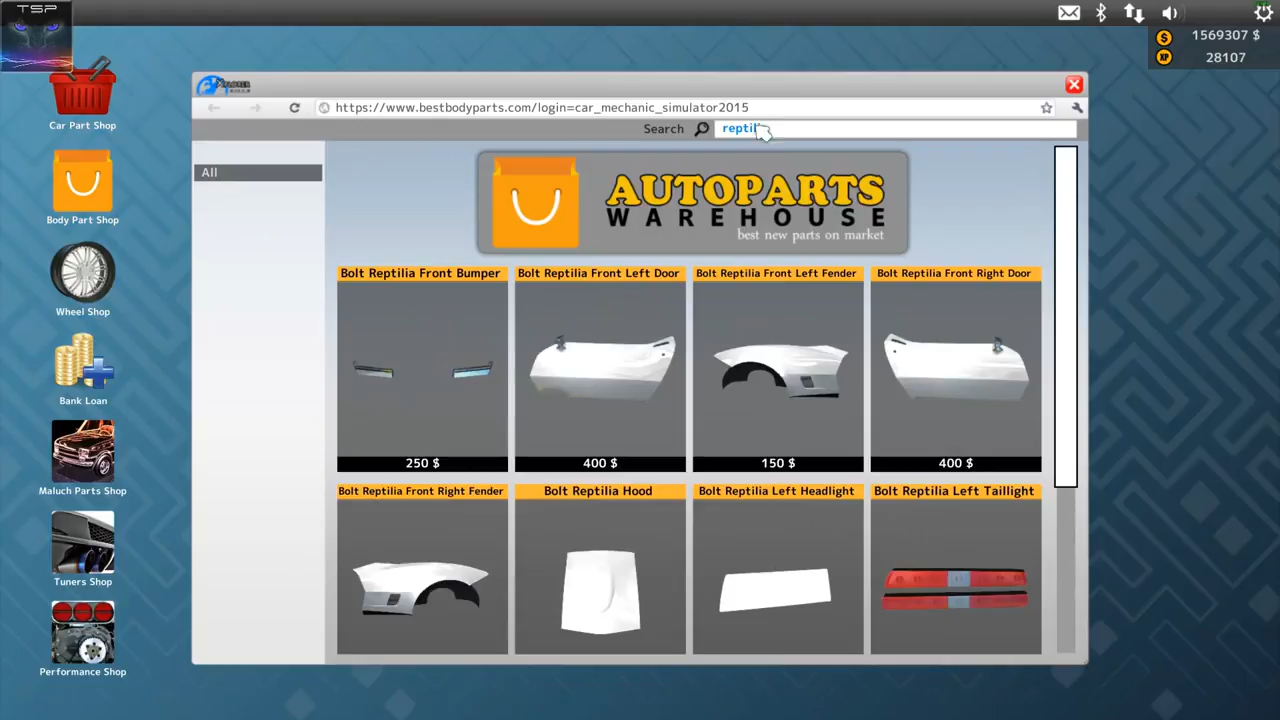 TSP
1569307 $
28107
Car Part Shop
Body Part Shop
Wheel Shop
Bank Loan
Maluch Parts Shop
Tuners Shop
Performance Shop
https://www.bestbodyparts.com/login=car_mechanic_simulator2015
Search
All
AUTOPARTS
WAREHOUSE
best new parts on market
Bolt Reptilia Front Bumper
Bolt Reptilia Front Left Door
Bolt Reptilia Front Left Fender
Bolt Reptilia Front Right Door
250 $
400 $
150 $
400 $
Bolt Reptilia Front Right Fender
Bolt Reptilia Hood
Bolt Reptilia Left Headlight
Bolt Reptilia Left Taillight